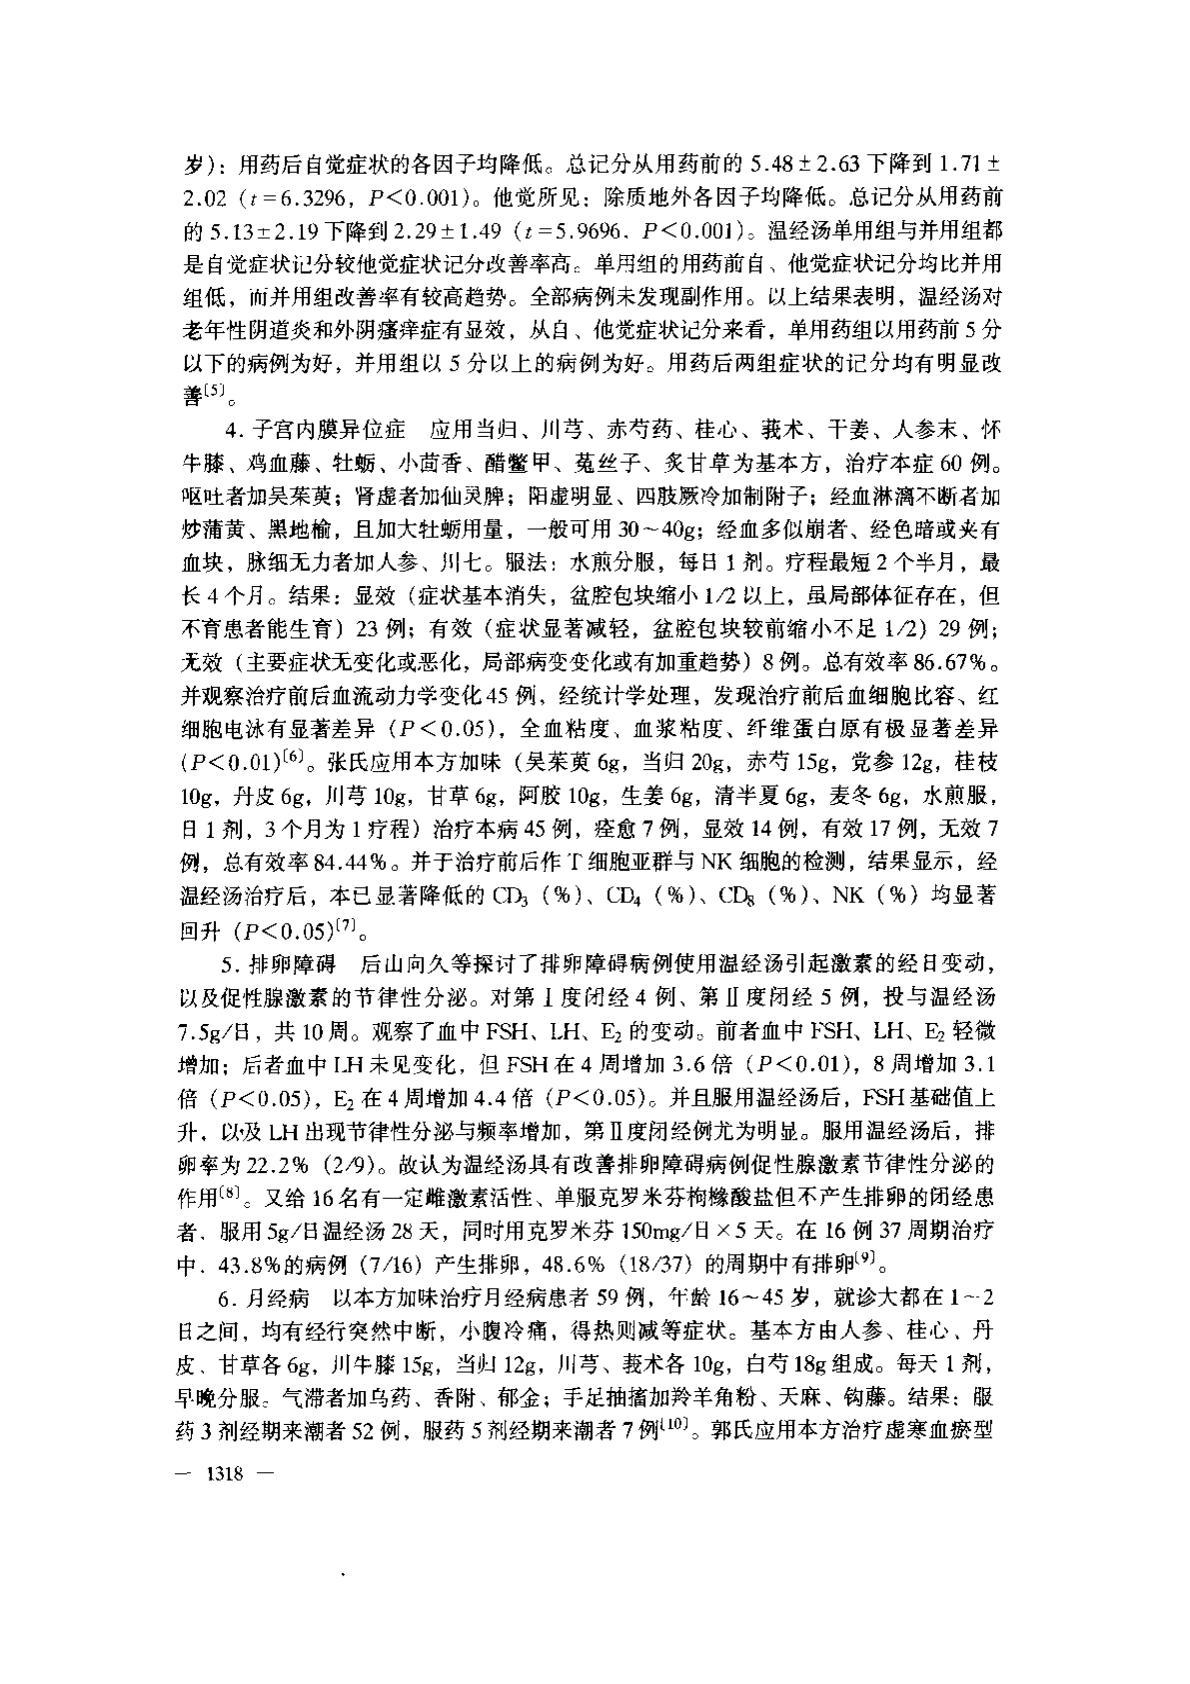 岁)：用药后自觉症状的各因子均降低。总记分从用药前的 5.48±2.63 下降到 1.71±
2.02（t=6.3296，P<0.001)。他觉所见：除质地外各因子均降低。总记分从用药前
的 5.13±2.19 下降到 2.29±1.49（t=5.9696，P<0.001)。温经汤单用组与并用组都
是自觉症状记分较他觉症状记分改善率高。单用组的用药前自、他觉症状记分均比并用
组低，而并用组改善率有较高趋势。全部病例未发现副作用。以上结果表明，温经汤对
老年性阴道炎和外阴瘙痒症有显效，从自、他觉症状记分来看，单用药组以用药前 5 分
以下的病例为好，并用组以 5 分以上的病例为好。用药后两组症状的记分均有明显改
善〔5〕。
4. 子宫内膜异位症 应用当归、川芎、赤芍药、桂心、莪术、干姜、人参末、怀
牛膝、鸡血藤、牡蛎、小茴香、醋鳖甲、菟丝子、炙甘草为基本方，治疗本症 60 例。
呕吐者加吴茱萸；肾虚者加仙灵脾；阳虚明显、四肢厥冷加制附子；经血淋漓不断者加
炒蒲黄、黑地榆，且加大牡蛎用量，一般可用 30～40g；经血多似崩者、经色暗或夹有
血块，脉细无力者加人参、川七。服法：水煎分服，每日 1 剂。疗程最短 2 个半月，最
长 4 个月。结果：显效（症状基本消失，盆腔包块缩小 1/2 以上，虽局部体征存在，但
不育患者能生育）23 例；有效（症状显著减轻，盆腔包块较前缩小不足 1/2）29 例；
无效（主要症状无变化或恶化，局部病变变化或有加重趋势）8 例。总有效率 86.67%。
并观察治疗前后血流动力学变化 45 例，经统计学处理，发现治疗前后血细胞比容、红
细胞电泳有显著差异（P<0.05)，全血粘度、血浆粘度、纤维蛋白原有极显著差异
(P<0.01)〔6〕。张氏应用本方加味（吴茱萸 6g，当归 20g，赤芍 15g，党参 12g，桂枝
10g，丹皮 6g，川芎 10g，甘草 6g，阿胶 10g，生姜 6g，清半夏 6g，麦冬 6g，水煎服，
日 1 剂，3 个月为 1 疗程）治疗本病 45 例，痊愈 7 例，显效 14 例，有效 17 例，无效 7
例，总有效率 84.44%。并于治疗前后作 T 细胞亚群与 NK 细胞的检测，结果显示，经
温经汤治疗后，本已显著降低的 CD₃（%)、CD₄（%)、CD₈（%)、NK（%）均显著
回升（P<0.05)〔7〕。
5. 排卵障碍 后山向久等探讨了排卵障碍病例使用温经汤引起激素的经日变动，
以及促性腺激素的节律性分泌。对第Ⅰ度闭经 4 例、第Ⅱ度闭经 5 例，投与温经汤
7.5g/日，共 10 周。观察了血中 FSH、LH、E₂ 的变动。前者血中 FSH、LH、E₂ 轻微
增加；后者血中 LH 未见变化，但 FSH 在 4 周增加 3.6 倍（P<0.01)，8 周增加 3.1
倍（P<0.05)，E₂ 在 4 周增加 4.4 倍（P<0.05)。并且服用温经汤后，FSH 基础值上
升，以及 LH 出现节律性分泌与频率增加，第Ⅱ度闭经例尤为明显。服用温经汤后，排
卵率为 22.2%（2/9)。故认为温经汤具有改善排卵障碍病例促性腺激素节律性分泌的
作用〔8〕。又给 16 名有一定雌激素活性、单服克罗米芬枸橼酸盐但不产生排卵的闭经患
者，服用 5g/日温经汤 28 天，同时用克罗米芬 150mg/日×5 天。在 16 例 37 周期治疗
中，43.8%的病例（7/16）产生排卵，48.6%（18/37）的周期中有排卵〔9〕。
6. 月经病 以本方加味治疗月经病患者 59 例，年龄 16～45 岁，就诊大都在 1～2
日之间，均有经行突然中断，小腹冷痛，得热则减等症状。基本方由人参、桂心、丹
皮、甘草各 6g，川牛膝 15g，当归 12g，川芎、莪术各 10g，白芍 18g 组成。每天 1 剂，
早晚分服。气滞者加乌药、香附、郁金；手足抽搐加羚羊角粉、天麻、钩藤。结果：服
药 3 剂经期来潮者 52 例，服药 5 剂经期来潮者 7 例〔10〕。郭氏应用本方治疗虚寒血瘀型
— 1318 —